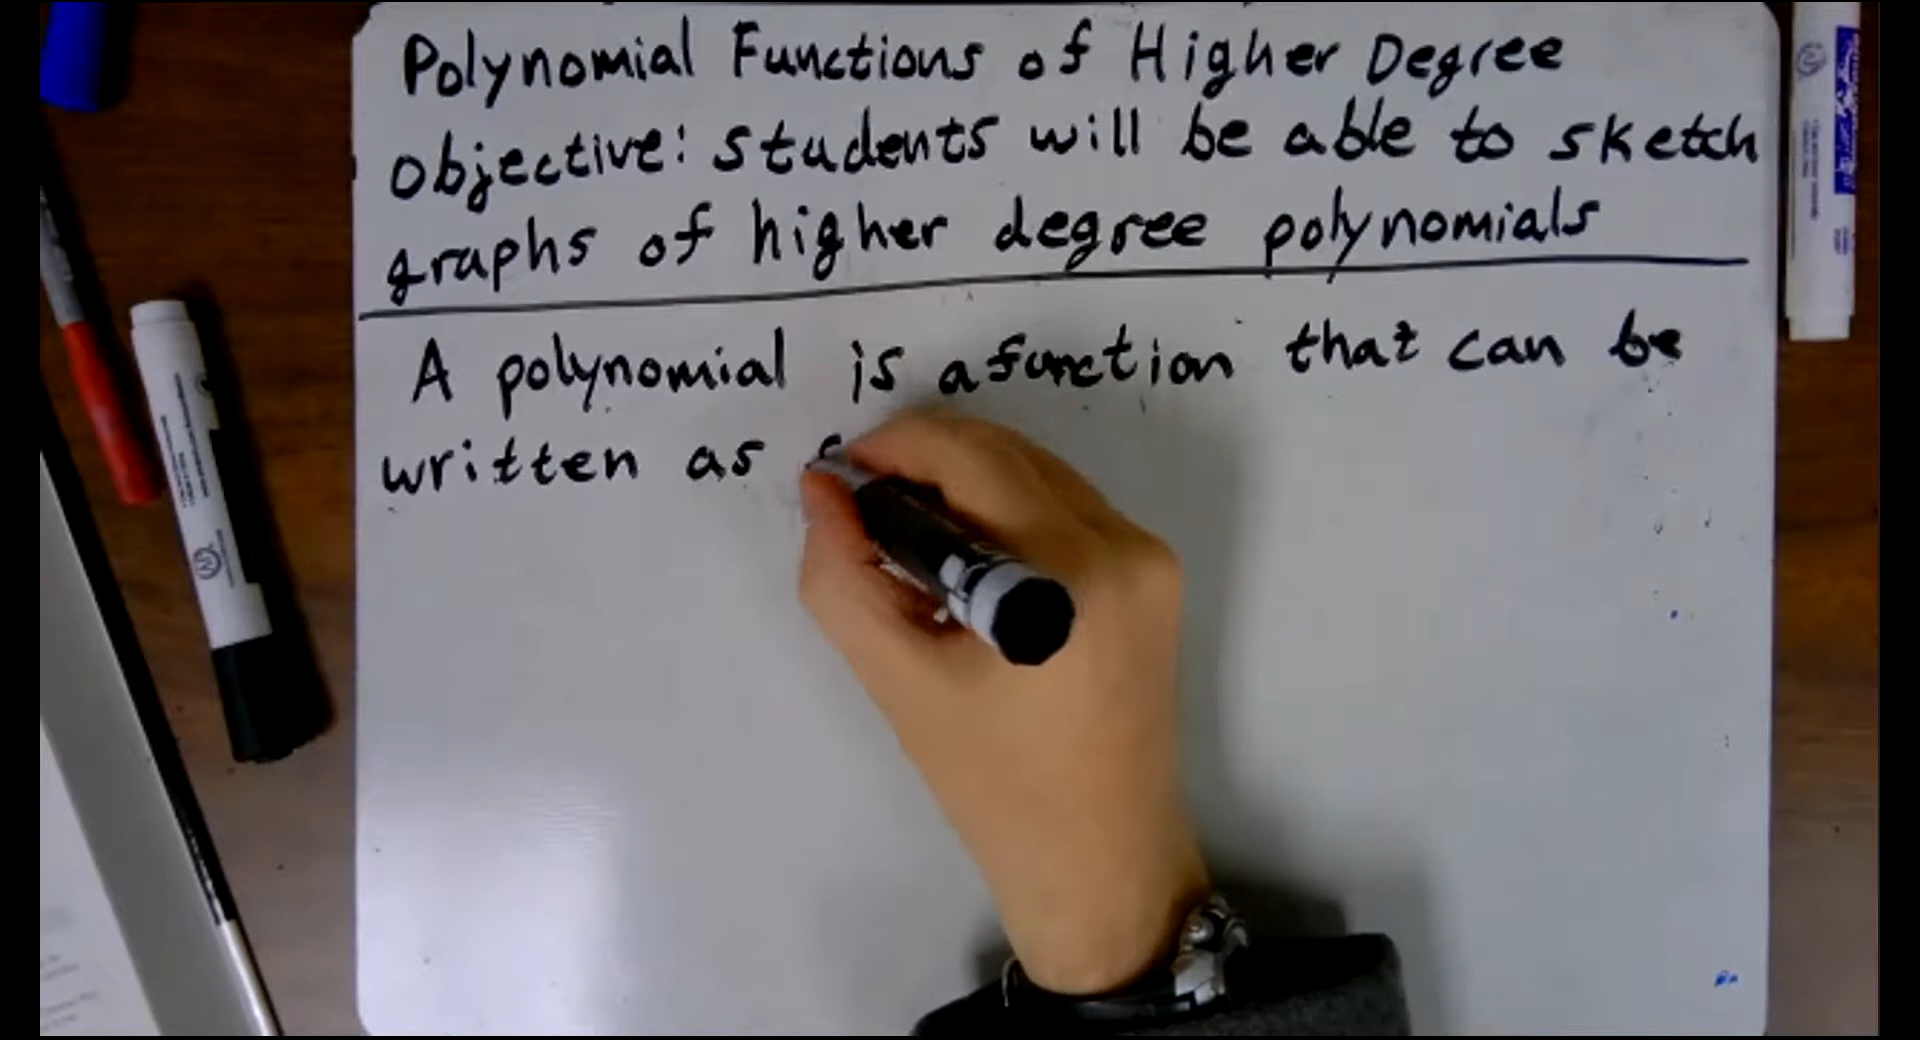 Polynomial Functions of Higher Degree
Objective: students will be able to sketch
graphs of higher degree polynomials
A polynomial is a function that can be
written as